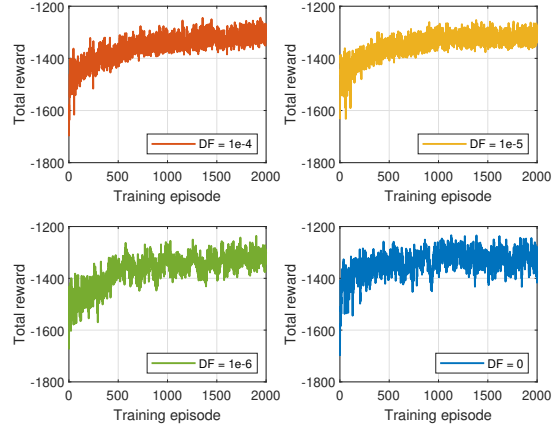 -1200
-1400
-1600
-1800
Total reward
DF = 1e-4
0 500 1000 1500 2000
Training episode
-1200
-1400
-1600
-1800
Total reward
DF = 1e-5
0 500 1000 1500 2000
Training episode
-1200
-1400
-1600
-1800
Total reward
DF = 1e-6
0 500 1000 1500 2000
Training episode
-1200
-1400
-1600
-1800
Total reward
DF = 0
0 500 1000 1500 2000
Training episode